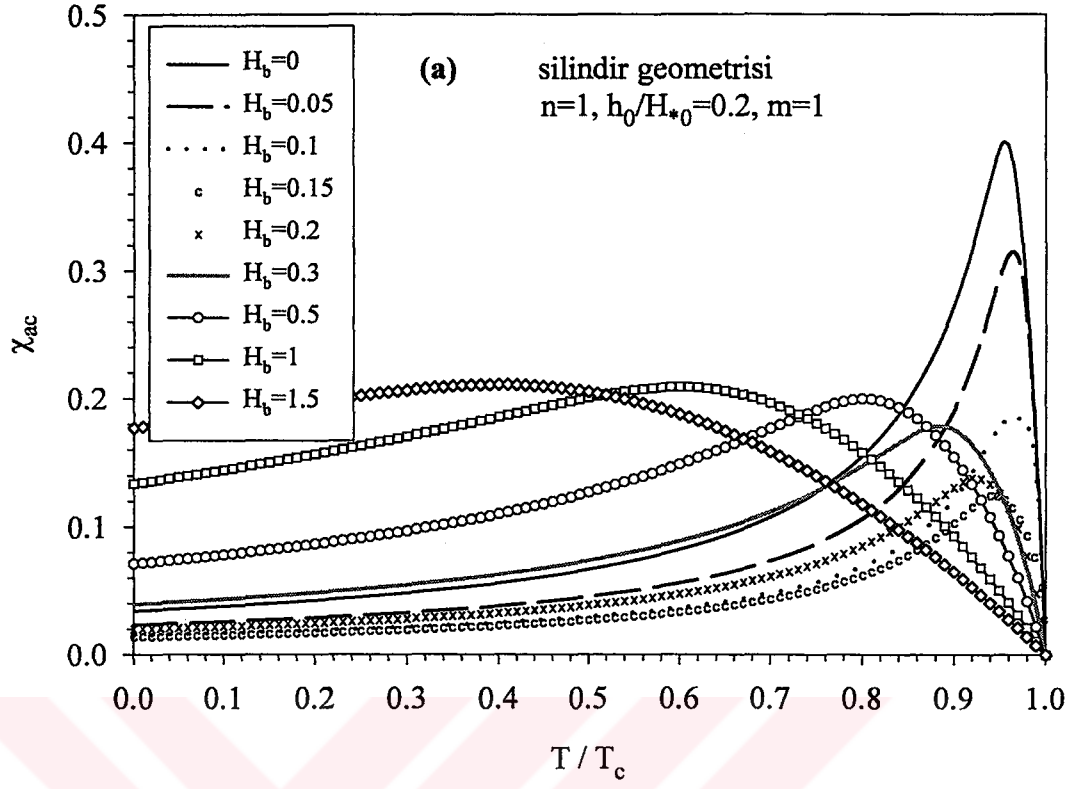 0.5
0.4
0.3
0.2
0.1
0.0
χ_ac
H_b=0
H_b=0.05
H_b=0.1
c H_b=0.15
x H_b=0.2
H_b=0.3
H_b=0.5
H_b=1
H_b=1.5
(a) silindir geometrisi
n=1, h_0/H_*0=0.2, m=1
0.0 0.1 0.2 0.3 0.4 0.5 0.6 0.7 0.8 0.9 1.0
T / T_c